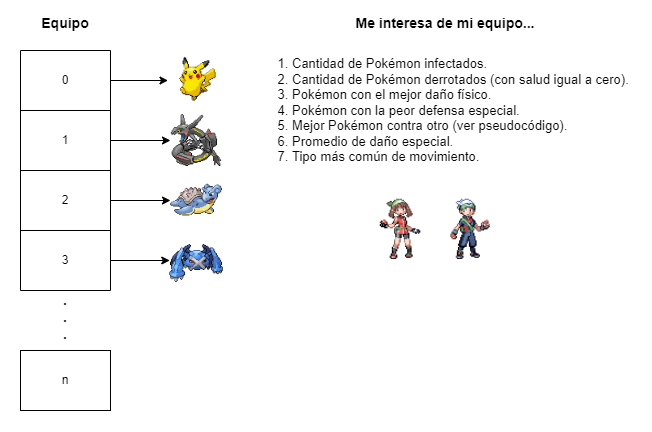 Equipo
Me interesa de mi equipo...
0
1
2
3
.
.
.
n
1. Cantidad de Pokémon infectados.
2. Cantidad de Pokémon derrotados (con salud igual a cero).
3. Pokémon con el mejor daño físico.
4. Pokémon con la peor defensa especial.
5. Mejor Pokémon contra otro (ver pseudocódigo).
6. Promedio de daño especial.
7. Tipo más común de movimiento.